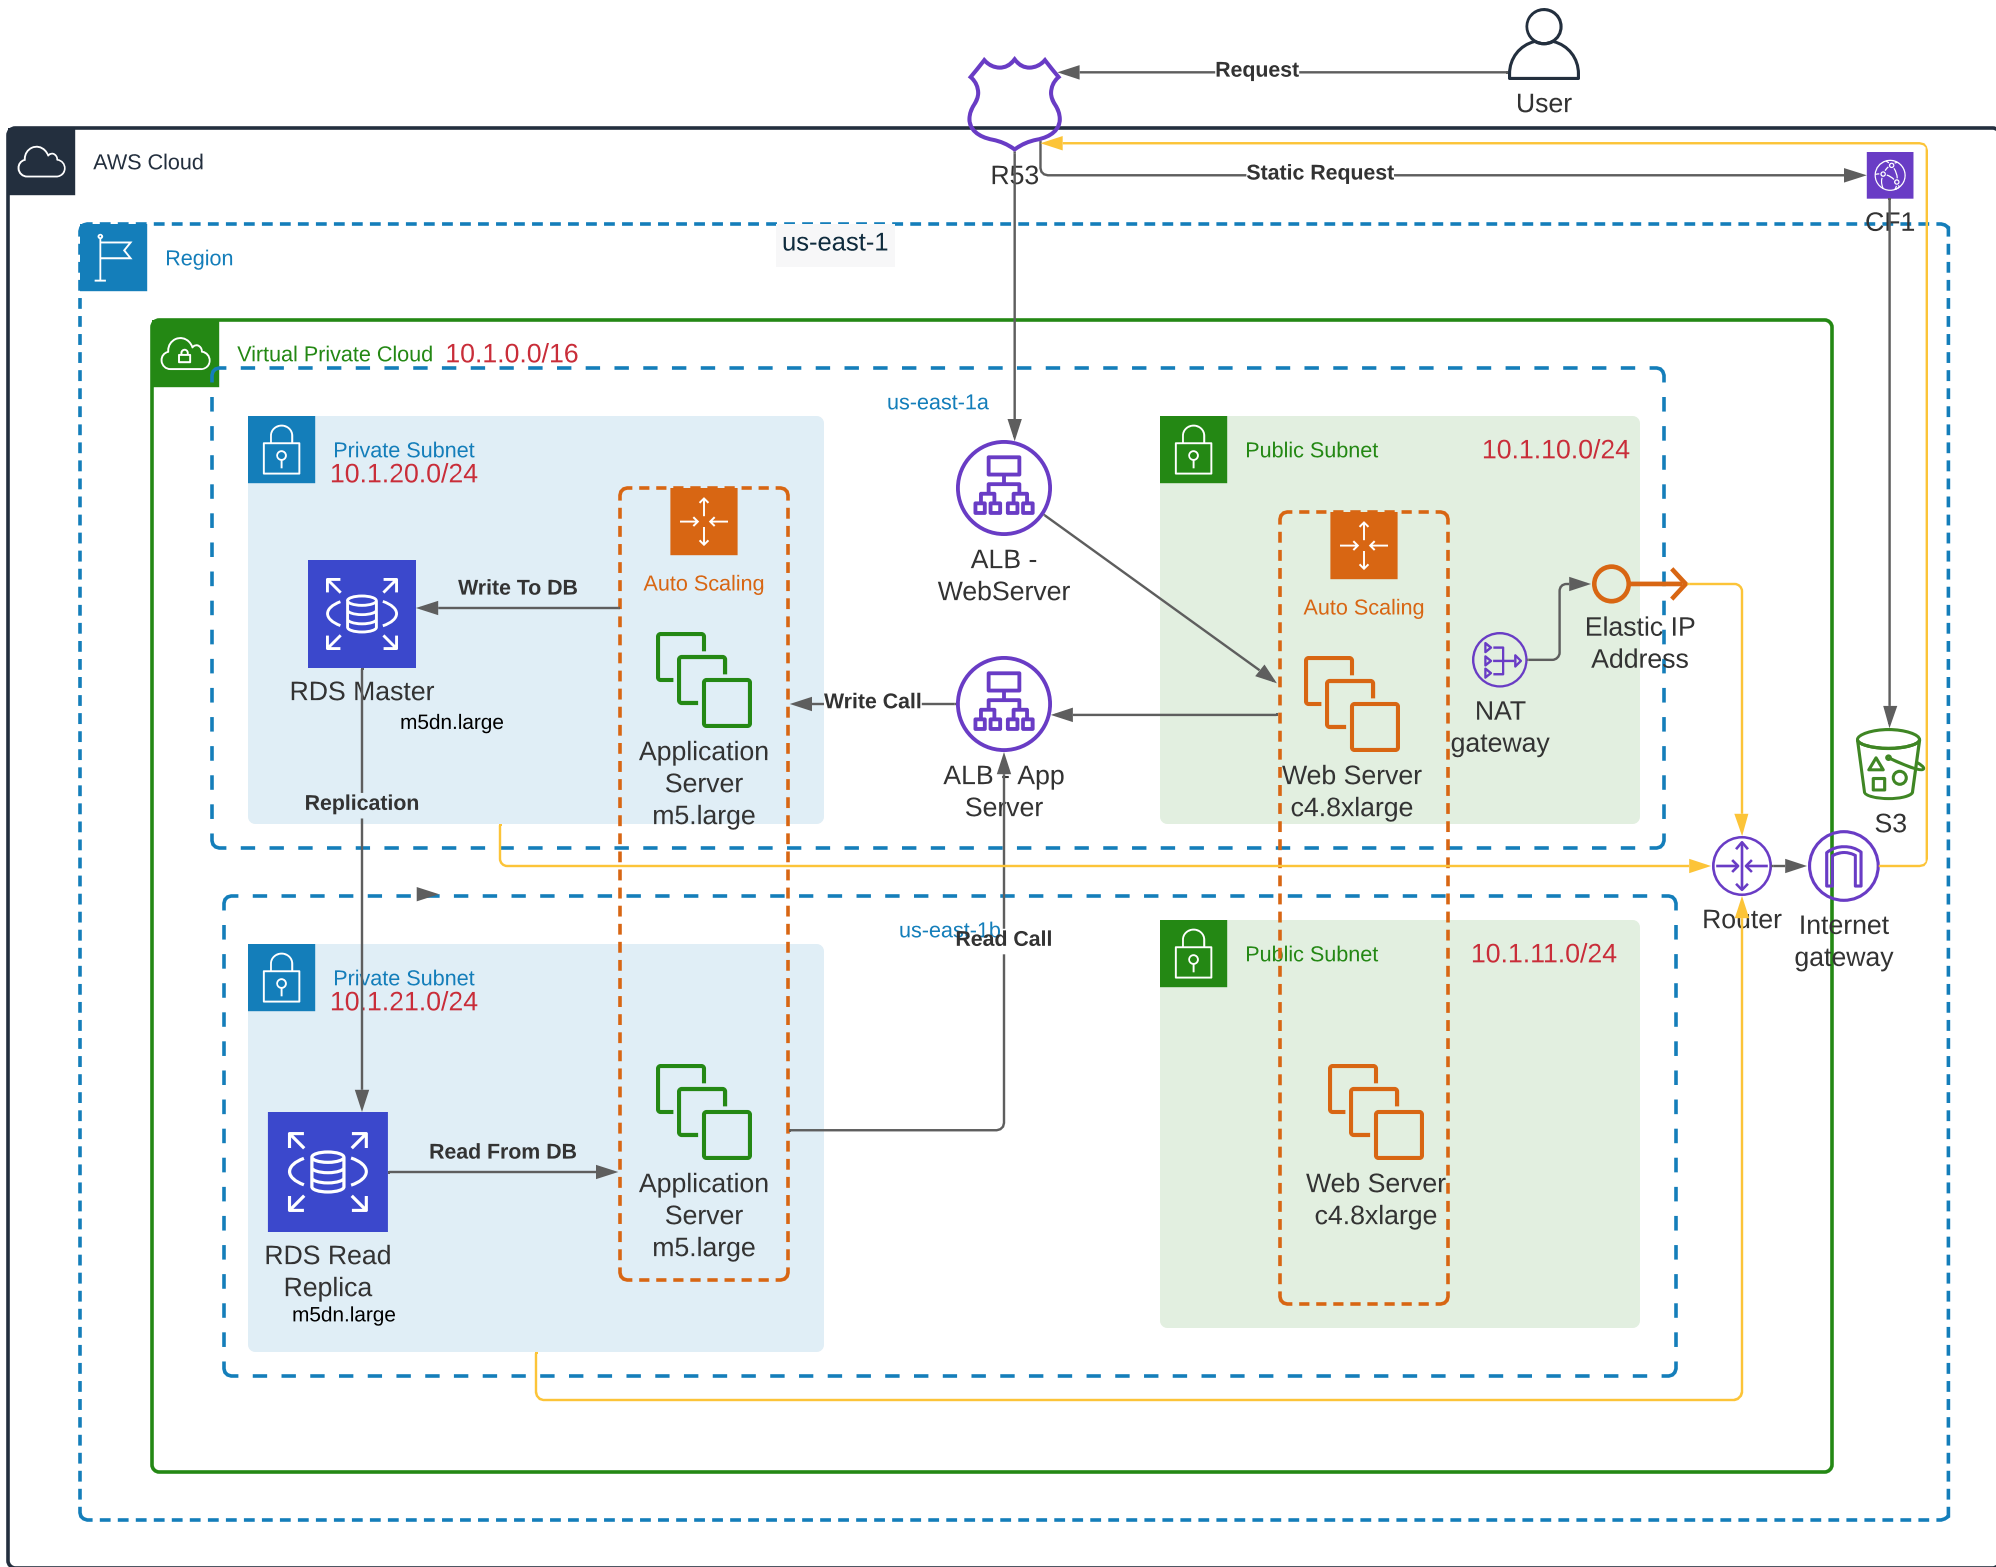 Request
User
AWS Cloud
R53
Static Request
CF1
us-east-1
Region
Virtual Private Cloud
10.1.0.0/16
us-east-1a
Private Subnet
10.1.20.0/24
Public Subnet
10.1.10.0/24
Auto Scaling
Write To DB
ALB -
WebServer
Auto Scaling
Elastic IP
Address
RDS Master
m5dn.large
Write Call
NAT
gateway
Application
Server
m5.large
ALB - App
Server
Web Server
c4.8xlarge
Replication
S3
Router
Internet
gateway
us-east-1b
Read Call
Private Subnet
10.1.21.0/24
Public Subnet
10.1.11.0/24
Read From DB
Application
Server
m5.large
Web Server
c4.8xlarge
RDS Read
Replica
m5dn.large